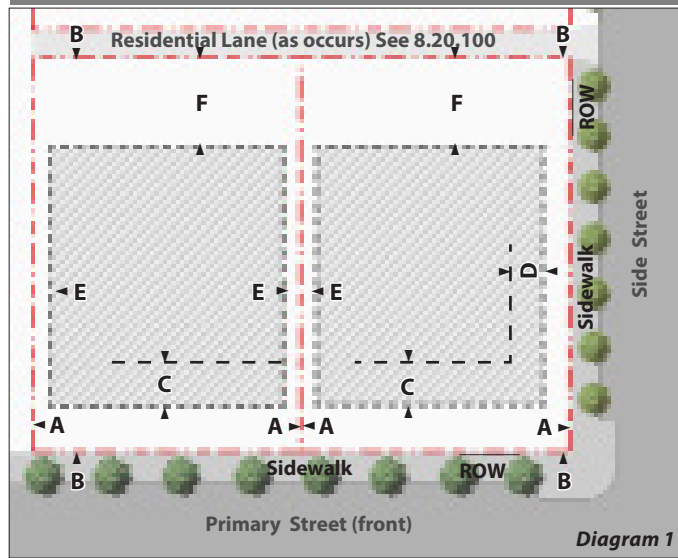 B
Residential Lane (as occurs) See 8.20.100
B
F
F
ROW
E
E
E
D
Sidewalk
Side Street
C
C
A
A
A
A
B
Sidewalk
ROW
B
Primary Street (front)
Diagram 1